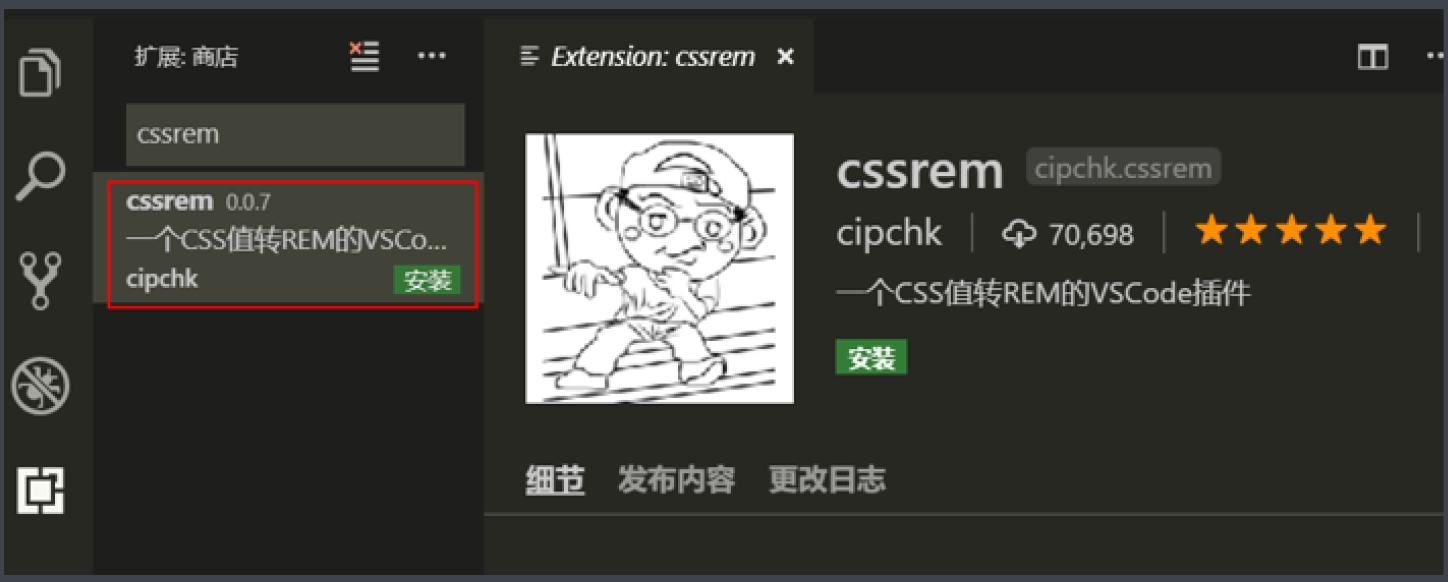 扩展: 商店
cssrem
cssrem 0.0.7
一个CSS值转REM的VSCo...
cipchk 安装
Extension: cssrem
cssrem cipchk.cssrem
cipchk 70,698
一个CSS值转REM的VSCode插件
安装
细节 发布内容 更改日志